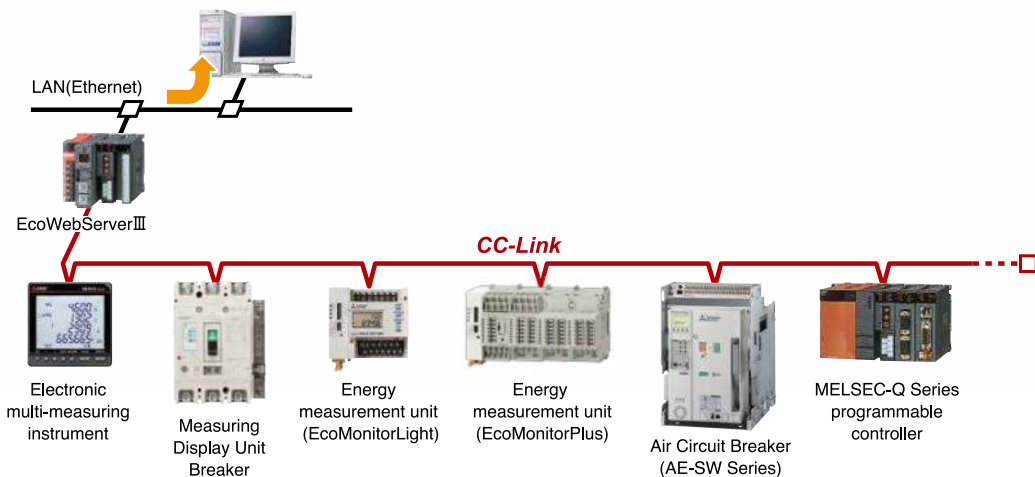 LAN(Ethernet)
EcoWebServerⅢ
CC-Link
Electronic
multi-measuring
instrument
Measuring
Display Unit
Breaker
Energy
measurement unit
(EcoMonitorLight)
Energy
measurement unit
(EcoMonitorPlus)
Air Circuit Breaker
(AE-SW Series)
MELSEC-Q Series
programmable
controller